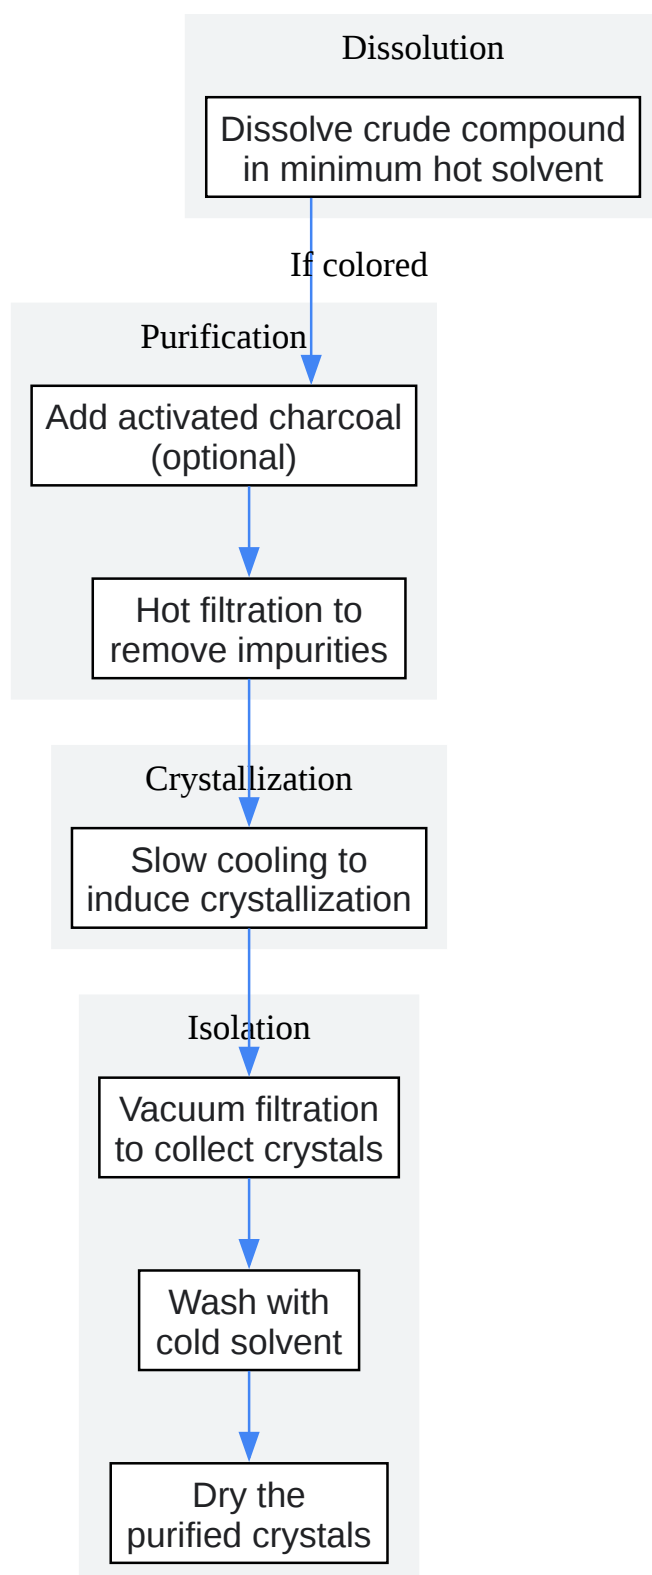 Dissolution
Dissolve crude compound
in minimum hot solvent
If colored
Purification
Add activated charcoal
(optional)
Hot filtration to
remove impurities
Crystallization
Slow cooling to
induce crystallization
Isolation
Vacuum filtration
to collect crystals
Wash with
cold solvent
Dry the
purified crystals